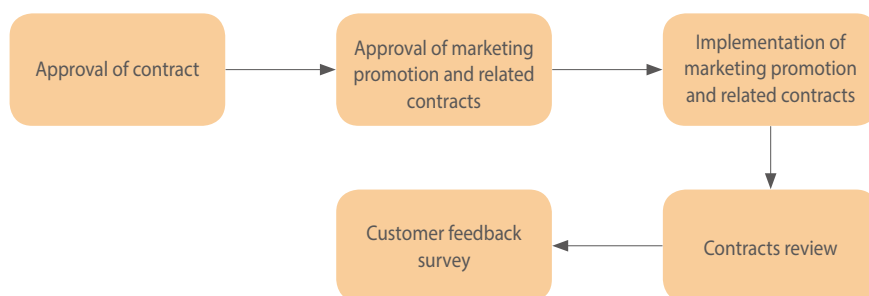 Approval of contract
Approval of marketing
promotion and related
contracts
Implementation of
marketing promotion
and related contracts
Customer feedback
survey
Contracts review